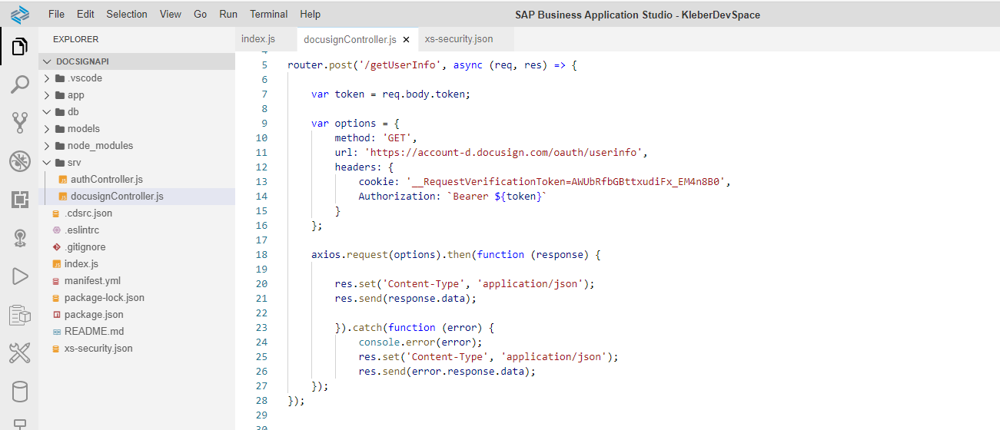 File Edit Selection View Go Run Terminal Help SAP Business Application Studio - KleberDevSpace
EXPLORER
DOCSIGNAPI
.vscode
app
db
models
node_modules
srv
authController.js
docusignController.js
.cdsrc.json
.eslintrc
.gitignore
index.js
manifest.yml
package-lock.json
package.json
README.md
xs-security.json
index.js docusignController.js xs-security.json
5 router.post('/getUserInfo', async (req, res) => {
6
7 var token = req.body.token;
8
9 var options = {
10 method: 'GET',
11 url: 'https://account-d.docusign.com/oauth/userinfo',
12 headers: {
13 cookie: '__RequestVerificationToken=AWUbRfbGBttxudiFx_EM4n8B0',
14 Authorization: `Bearer ${token}`
15 }
16 };
17
18 axios.request(options).then(function (response) {
19
20 res.set('Content-Type', 'application/json');
21 res.send(response.data);
22
23 }).catch(function (error) {
24 console.error(error);
25 res.set('Content-Type', 'application/json');
26 res.send(error.response.data);
27 });
28 });
29
30